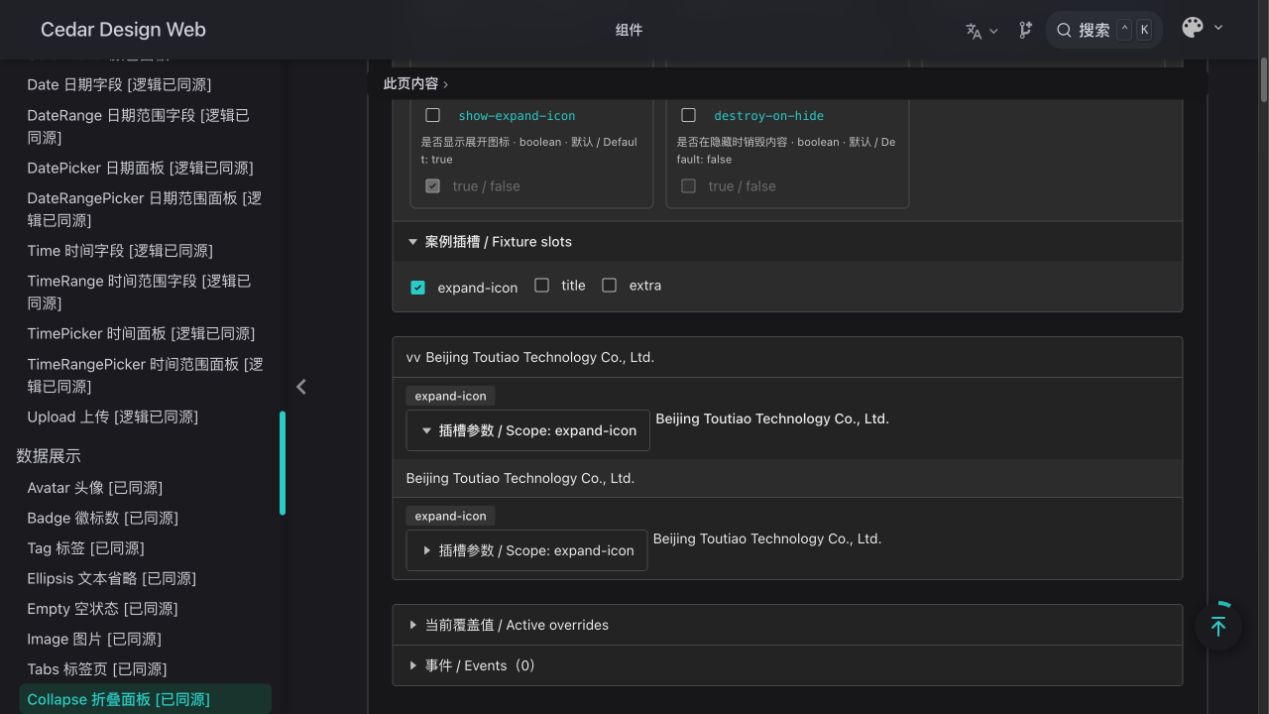 Cedar Design Web
组件
搜索 ^ K
Date 日期字段 [逻辑已同源]
DateRange 日期范围字段 [逻辑已
同源]
DatePicker 日期面板 [逻辑已同源]
DateRangePicker 日期范围面板 [逻
辑已同源]
Time 时间字段 [逻辑已同源]
TimeRange 时间范围字段 [逻辑已
同源]
TimePicker 时间面板 [逻辑已同源]
TimeRangePicker 时间范围面板 [逻
辑已同源]
Upload 上传 [逻辑已同源]
数据展示
Avatar 头像 [已同源]
Badge 徽标数 [已同源]
Tag 标签 [已同源]
Ellipsis 文本省略 [已同源]
Empty 空状态 [已同源]
Image 图片 [已同源]
Tabs 标签页 [已同源]
Collapse 折叠面板 [已同源]
此页内容 ›
show-expand-icon
是否显示展开图标 · boolean · 默认 / Defaul
t: true
true / false
destroy-on-hide
是否在隐藏时销毁内容 · boolean · 默认 / De
fault: false
true / false
案例插槽 / Fixture slots
expand-icon
title
extra
vv Beijing Toutiao Technology Co., Ltd.
expand-icon
插槽参数 / Scope: expand-icon
Beijing Toutiao Technology Co., Ltd.
Beijing Toutiao Technology Co., Ltd.
expand-icon
插槽参数 / Scope: expand-icon
Beijing Toutiao Technology Co., Ltd.
当前覆盖值 / Active overrides
事件 / Events（0）